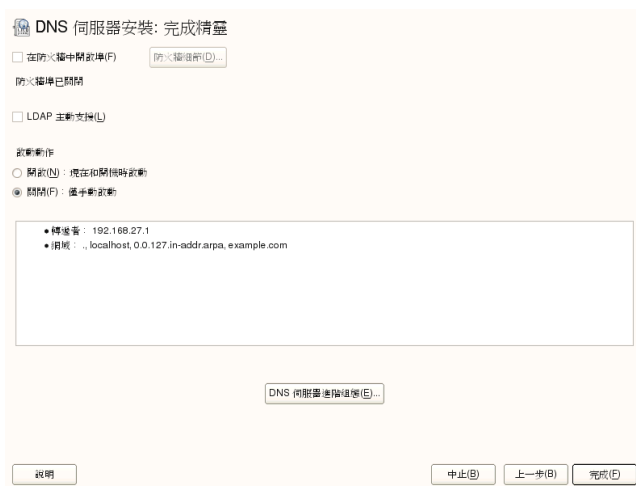 DNS 伺服器安裝: 完成精靈
在防火牆中開啟埠(F)
防火牆細節(D)...
防火牆埠已關閉
LDAP 主動支援(L)
啟動動作
開啟(N)：現在和開機時啟動
關閉(F)：僅手動啟動
•轉遞者： 192.168.27.1
•網域： ., localhost, 0.0.127.in-addr.arpa, example.com
DNS 伺服器進階組態(E)...
說明
中止(B)
上一步(B)
完成(F)